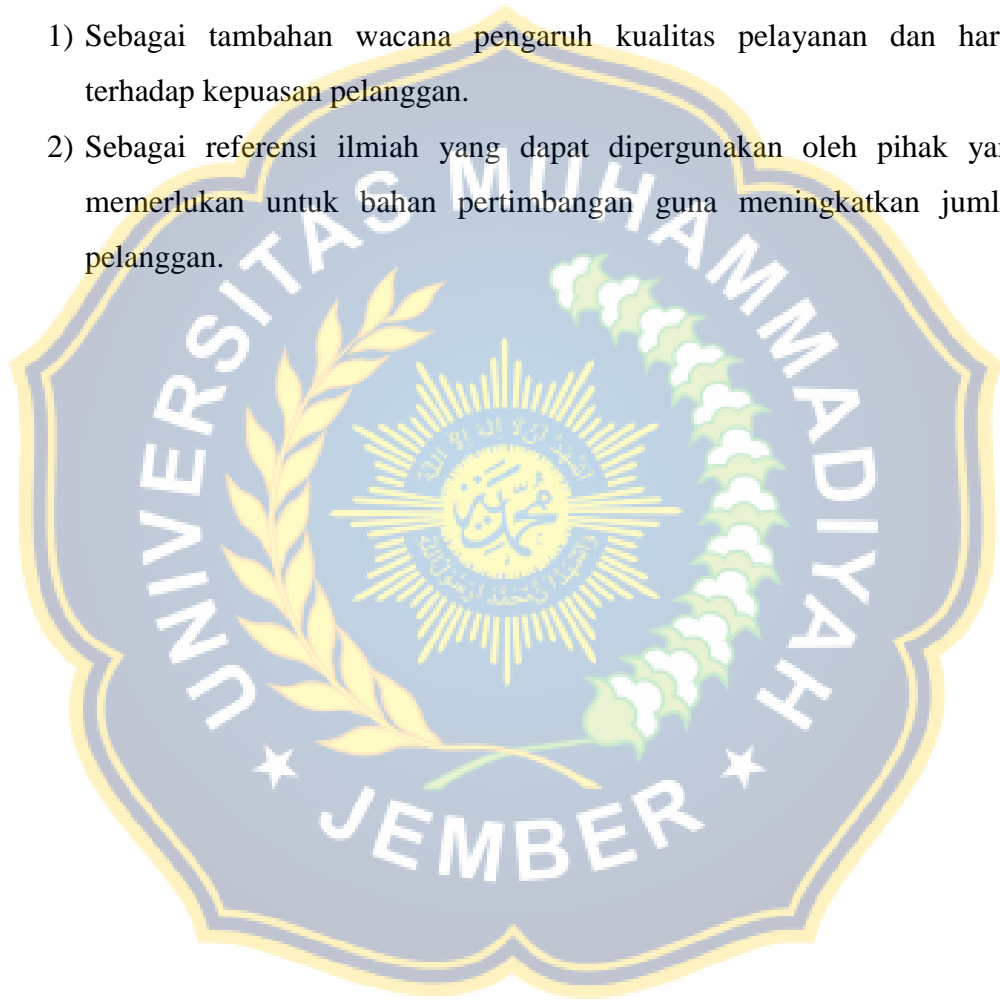 1) Sebagai tambahan wacana pengaruh kualitas pelayanan dan har
terhadap kepuasan pelanggan.
2) Sebagai referensi ilmiah yang dapat dipergunakan oleh pihak yan
memerlukan untuk bahan pertimbangan guna meningkatkan juml
pelanggan.
UNIVERSITAS MUHAMMADIYAH
JEMBER
محمد